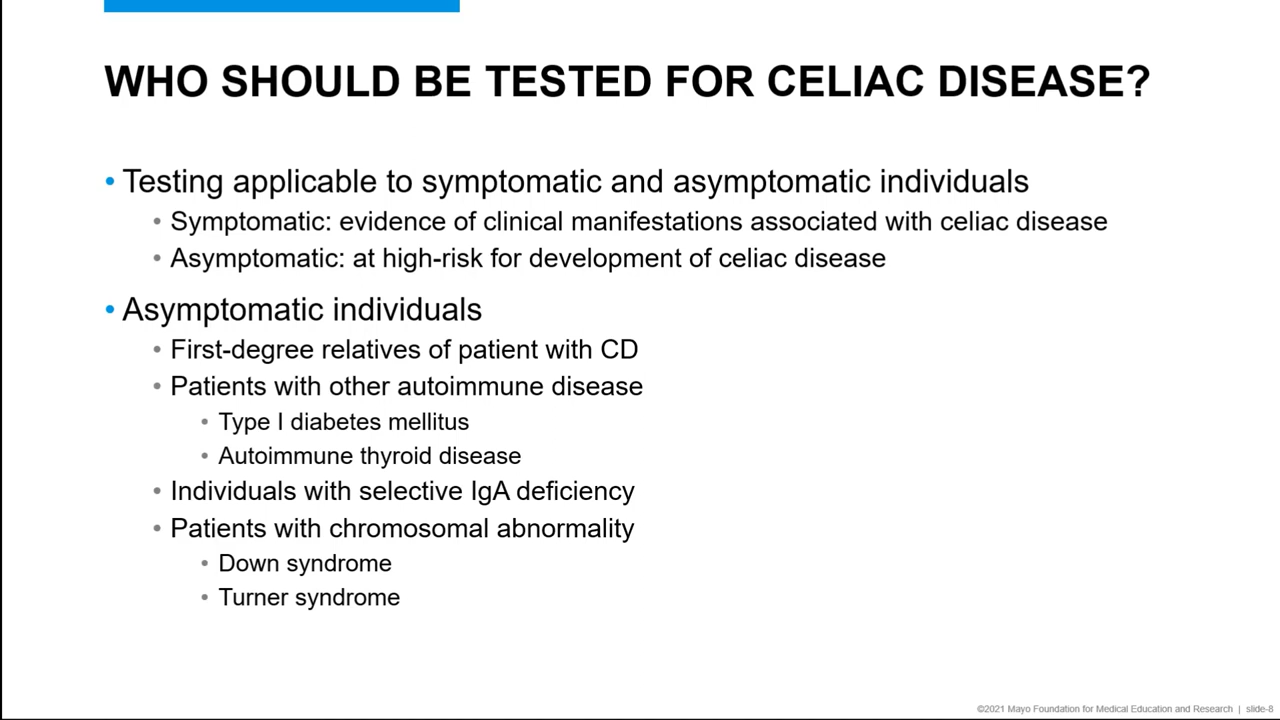 WHO SHOULD BE TESTED FOR CELIAC DISEASE?
• Testing applicable to symptomatic and asymptomatic individuals
• Symptomatic: evidence of clinical manifestations associated with celiac disease
• Asymptomatic: at high-risk for development of celiac disease
• Asymptomatic individuals
• First-degree relatives of patient with CD
• Patients with other autoimmune disease
• Type I diabetes mellitus
• Autoimmune thyroid disease
• Individuals with selective IgA deficiency
• Patients with chromosomal abnormality
• Down syndrome
• Turner syndrome
©2021 Mayo Foundation for Medical Education and Research | slide-8